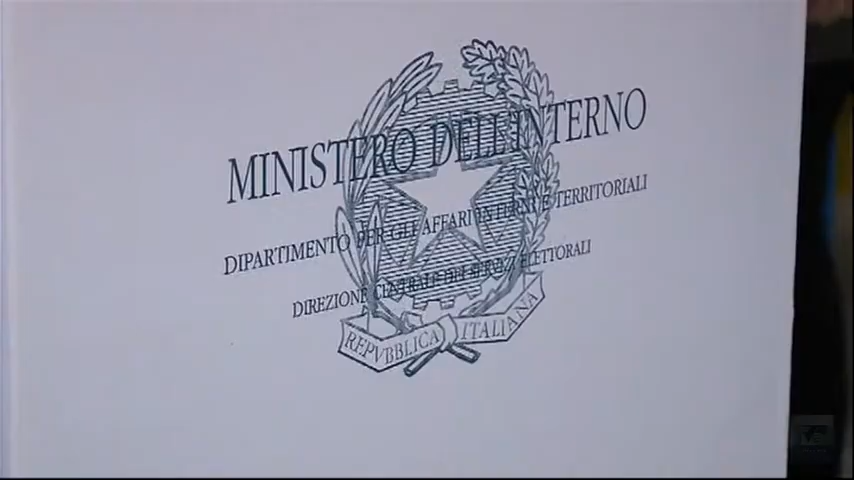 MINISTERO DELL'INTERNO
DIPARTIMENTO PER GLI AFFARI INTERNI E TERRITORIALI
DIREZIONE CENTRALE DEI SERVIZI ELETTORALI
REPVBBLICA ITALIANA